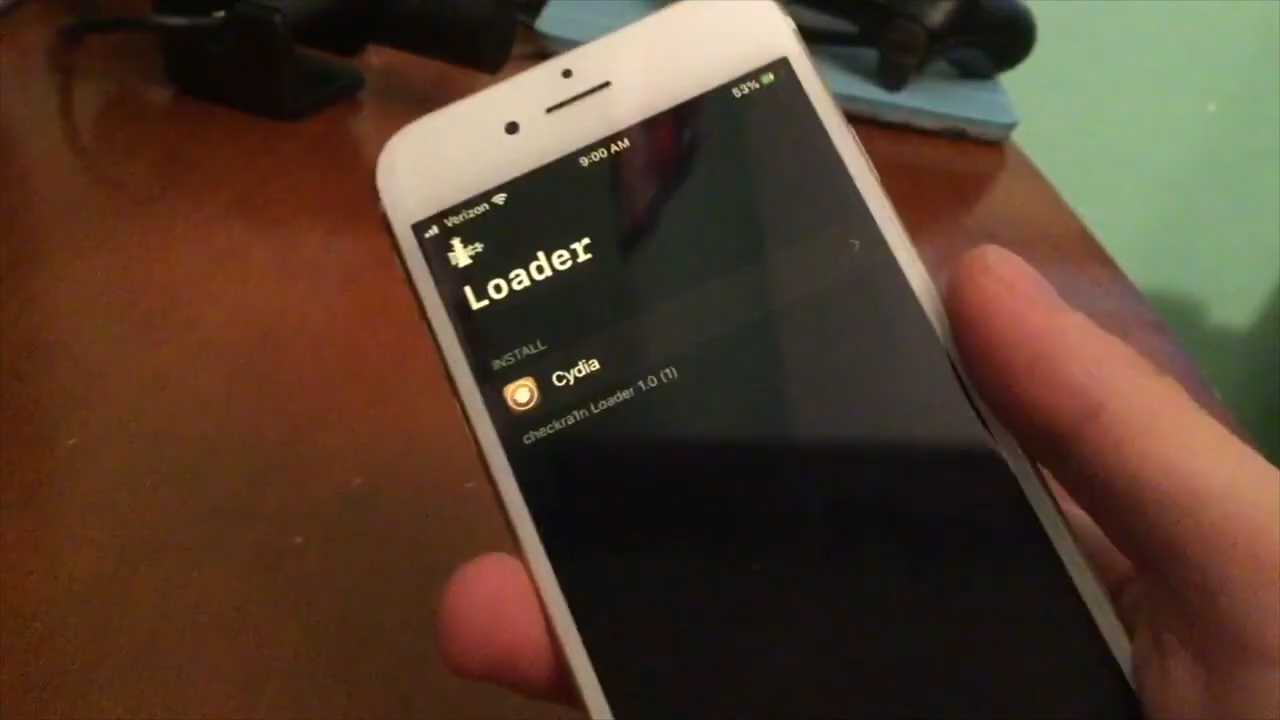 Verizon
9:00 AM
53%
Loader
INSTALL
Cydia
checkra1n Loader 1.0 (1)